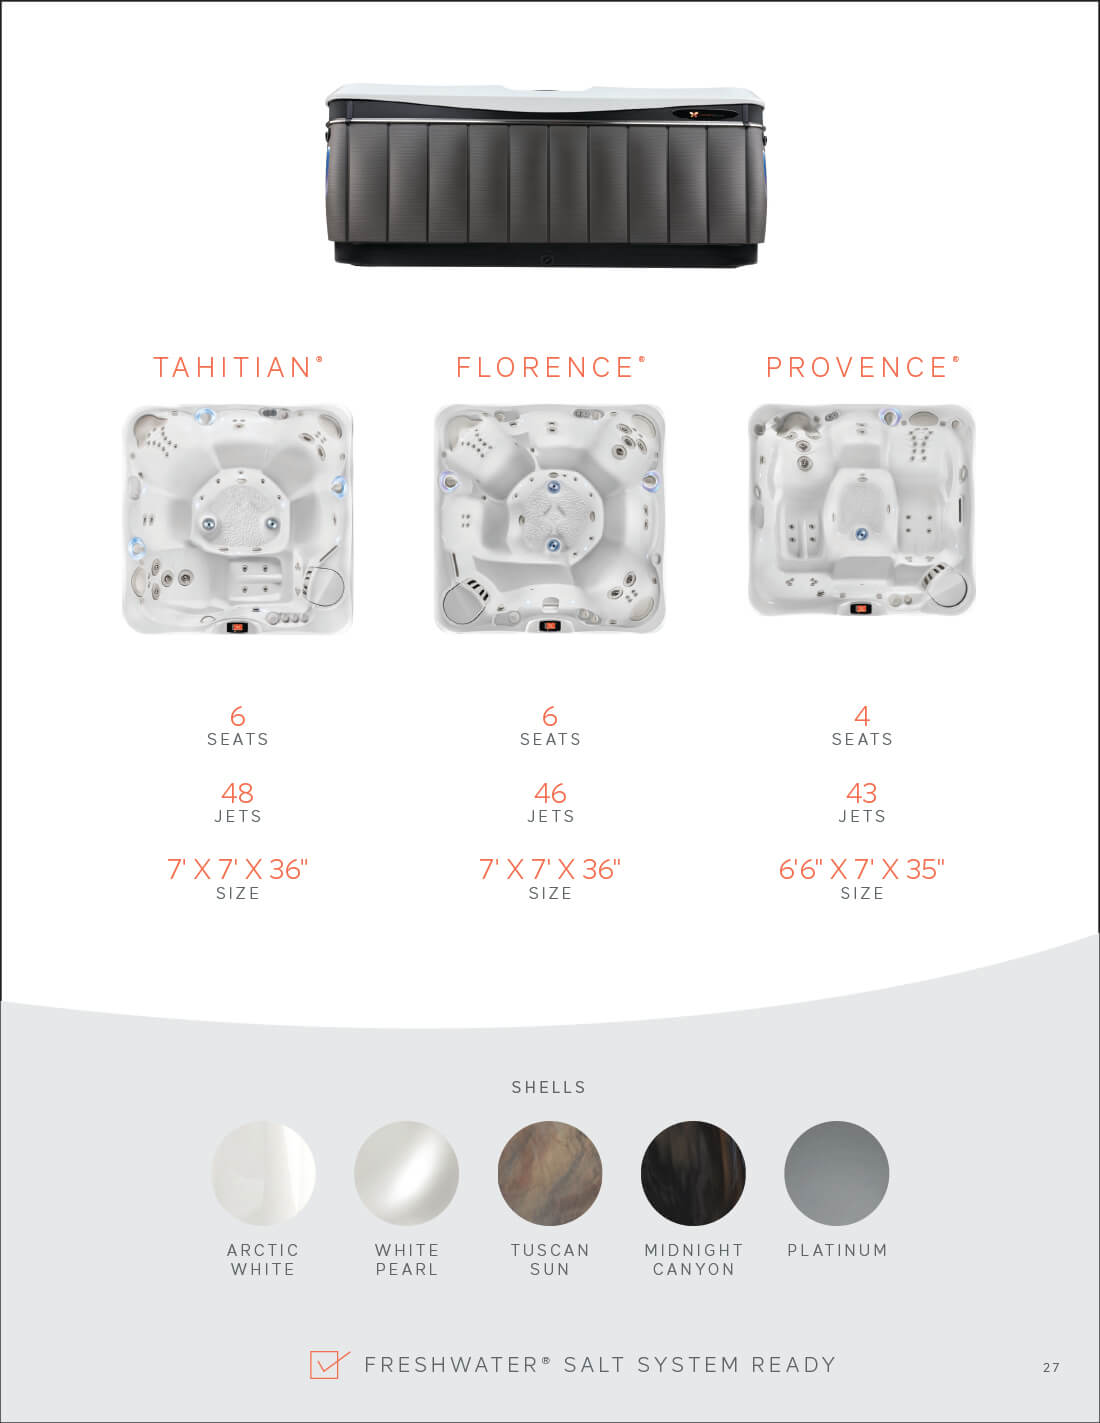 TAHITIAN®
FLORENCE®
PROVENCE®
6
SEATS
6
SEATS
4
SEATS
48
JETS
46
JETS
43
JETS
7' X 7' X 36"
SIZE
7' X 7' X 36"
SIZE
6'6" X 7' X 35"
SIZE
SHELLS
ARCTIC
WHITE
WHITE
PEARL
TUSCAN
SUN
MIDNIGHT
CANYON
PLATINUM
FRESHWATER® SALT SYSTEM READY
27